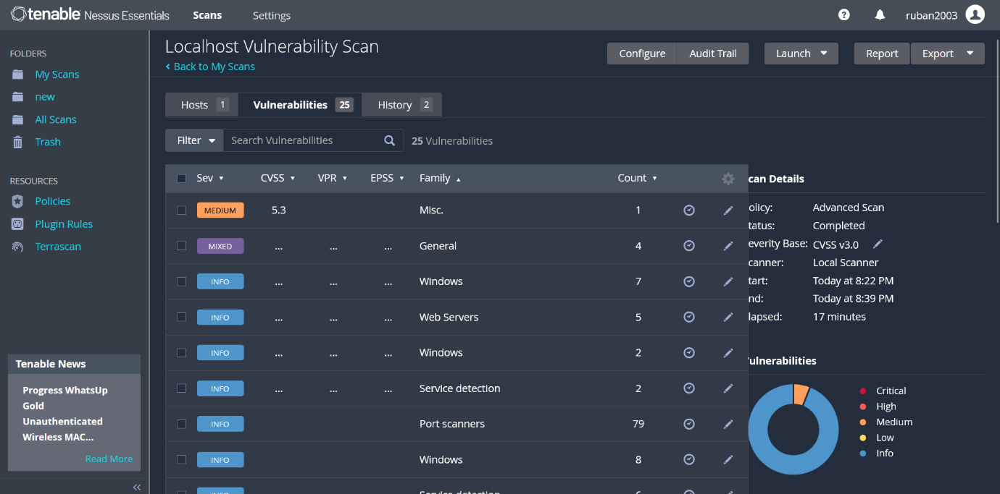 tenable Nessus Essentials Scans Settings ruban2003
FOLDERS
My Scans
new
All Scans
Trash
RESOURCES
Policies
Plugin Rules
Terrascan
Tenable News
Progress WhatsUp
Gold
Unauthenticated
Wireless MAC...
Read More
Localhost Vulnerability Scan
Back to My Scans
Configure Audit Trail Launch Report Export
Hosts 1 Vulnerabilities 25 History 2
Filter Search Vulnerabilities 25 Vulnerabilities
Sev CVSS VPR EPSS Family Count
MEDIUM 5.3 Misc. 1
MIXED ... ... ... General 4
INFO ... ... ... Windows 7
INFO ... ... ... Web Servers 5
INFO ... ... ... Windows 2
INFO ... ... ... Service detection 2
INFO Port scanners 79
INFO Windows 8
INFO Service detection 6
can Details
olicy: Advanced Scan
tatus: Completed
everity Base: CVSS v3.0
canner: Local Scanner
tart: Today at 8:22 PM
nd: Today at 8:39 PM
lapsed: 17 minutes
ulnerabilities
Critical
High
Medium
Low
Info